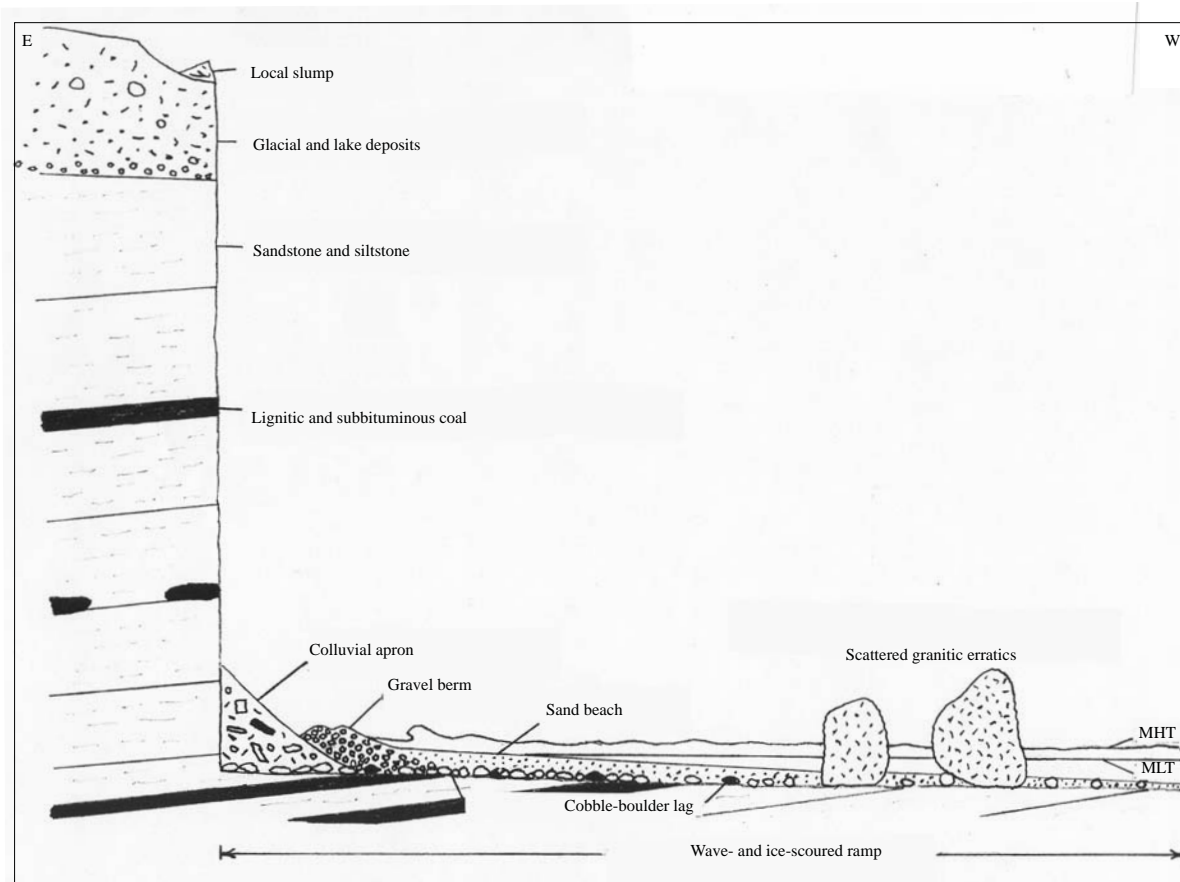 E
W
Local slump
Glacial and lake deposits
Sandstone and siltstone
Lignitic and subbituminous coal
Colluvial apron
Scattered granitic erratics
Gravel berm
Sand beach
MHT
MLT
Cobble-boulder lag
Wave- and ice-scoured ramp